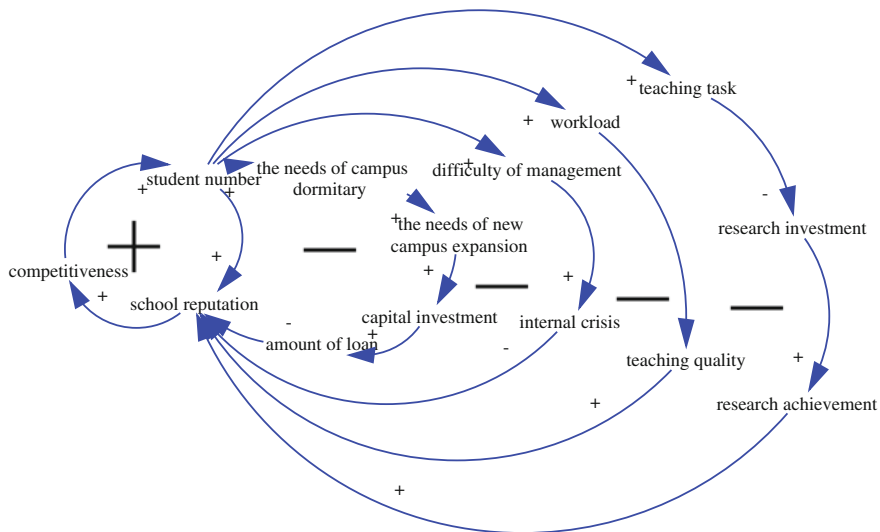 +
teaching task
+
workload
+
difficulty of management
the needs of campus
dormitary
student number
+
+
+
-
research investment
the needs of new
campus expansion
+
+
competitiveness
+
+
+
school reputation
capital investment
internal crisis
-
+
amount of loan
-
teaching quality
+
+
research achievement
+